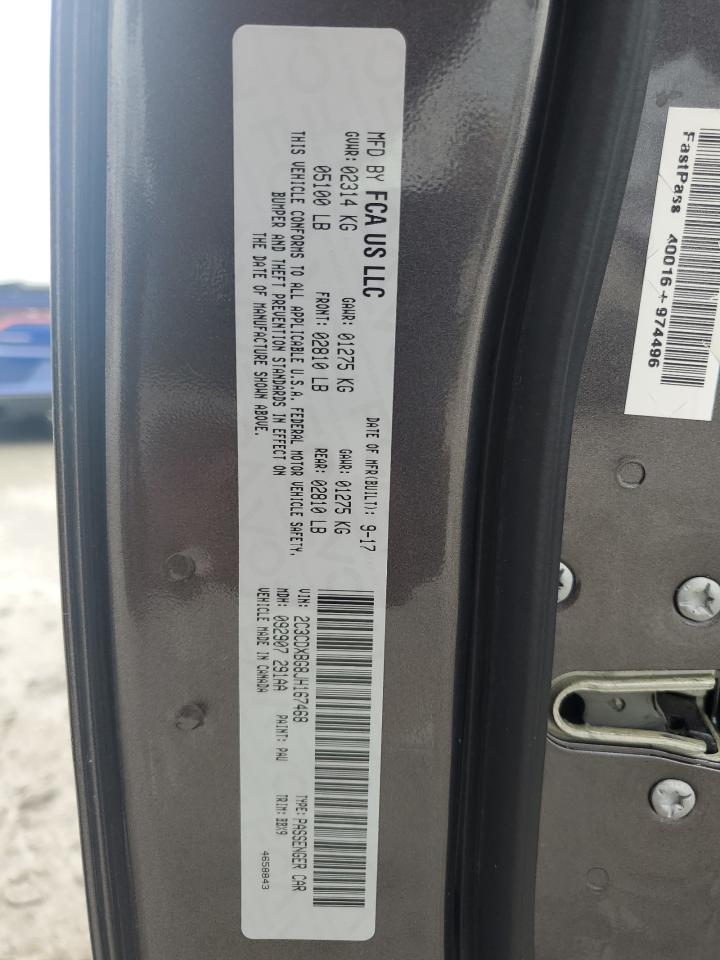 MFD BY FCA US LLC
DATE OF MFR(BUILT): 9-17
GVWR: 02314 KG GAWR: 01275 KG GAWR: 01275 KG
05100 LB FRONT: 02810 LB REAR: 02810 LB
THIS VEHICLE CONFORMS TO ALL APPLICABLE U.S.A. FEDERAL MOTOR VEHICLE SAFETY,
BUMPER AND THEFT PREVENTION STANDARDS IN EFFECT ON
THE DATE OF MANUFACTURE SHOWN ABOVE.
VIN: 2C3CDXBG8JH167468 TYPE: PASSENGER CAR
MDH: 092907 291AA PAINT: PAU TRIM: BBX9
VEHICLE MADE IN CANADA 4658843
FastPass 40016+974496